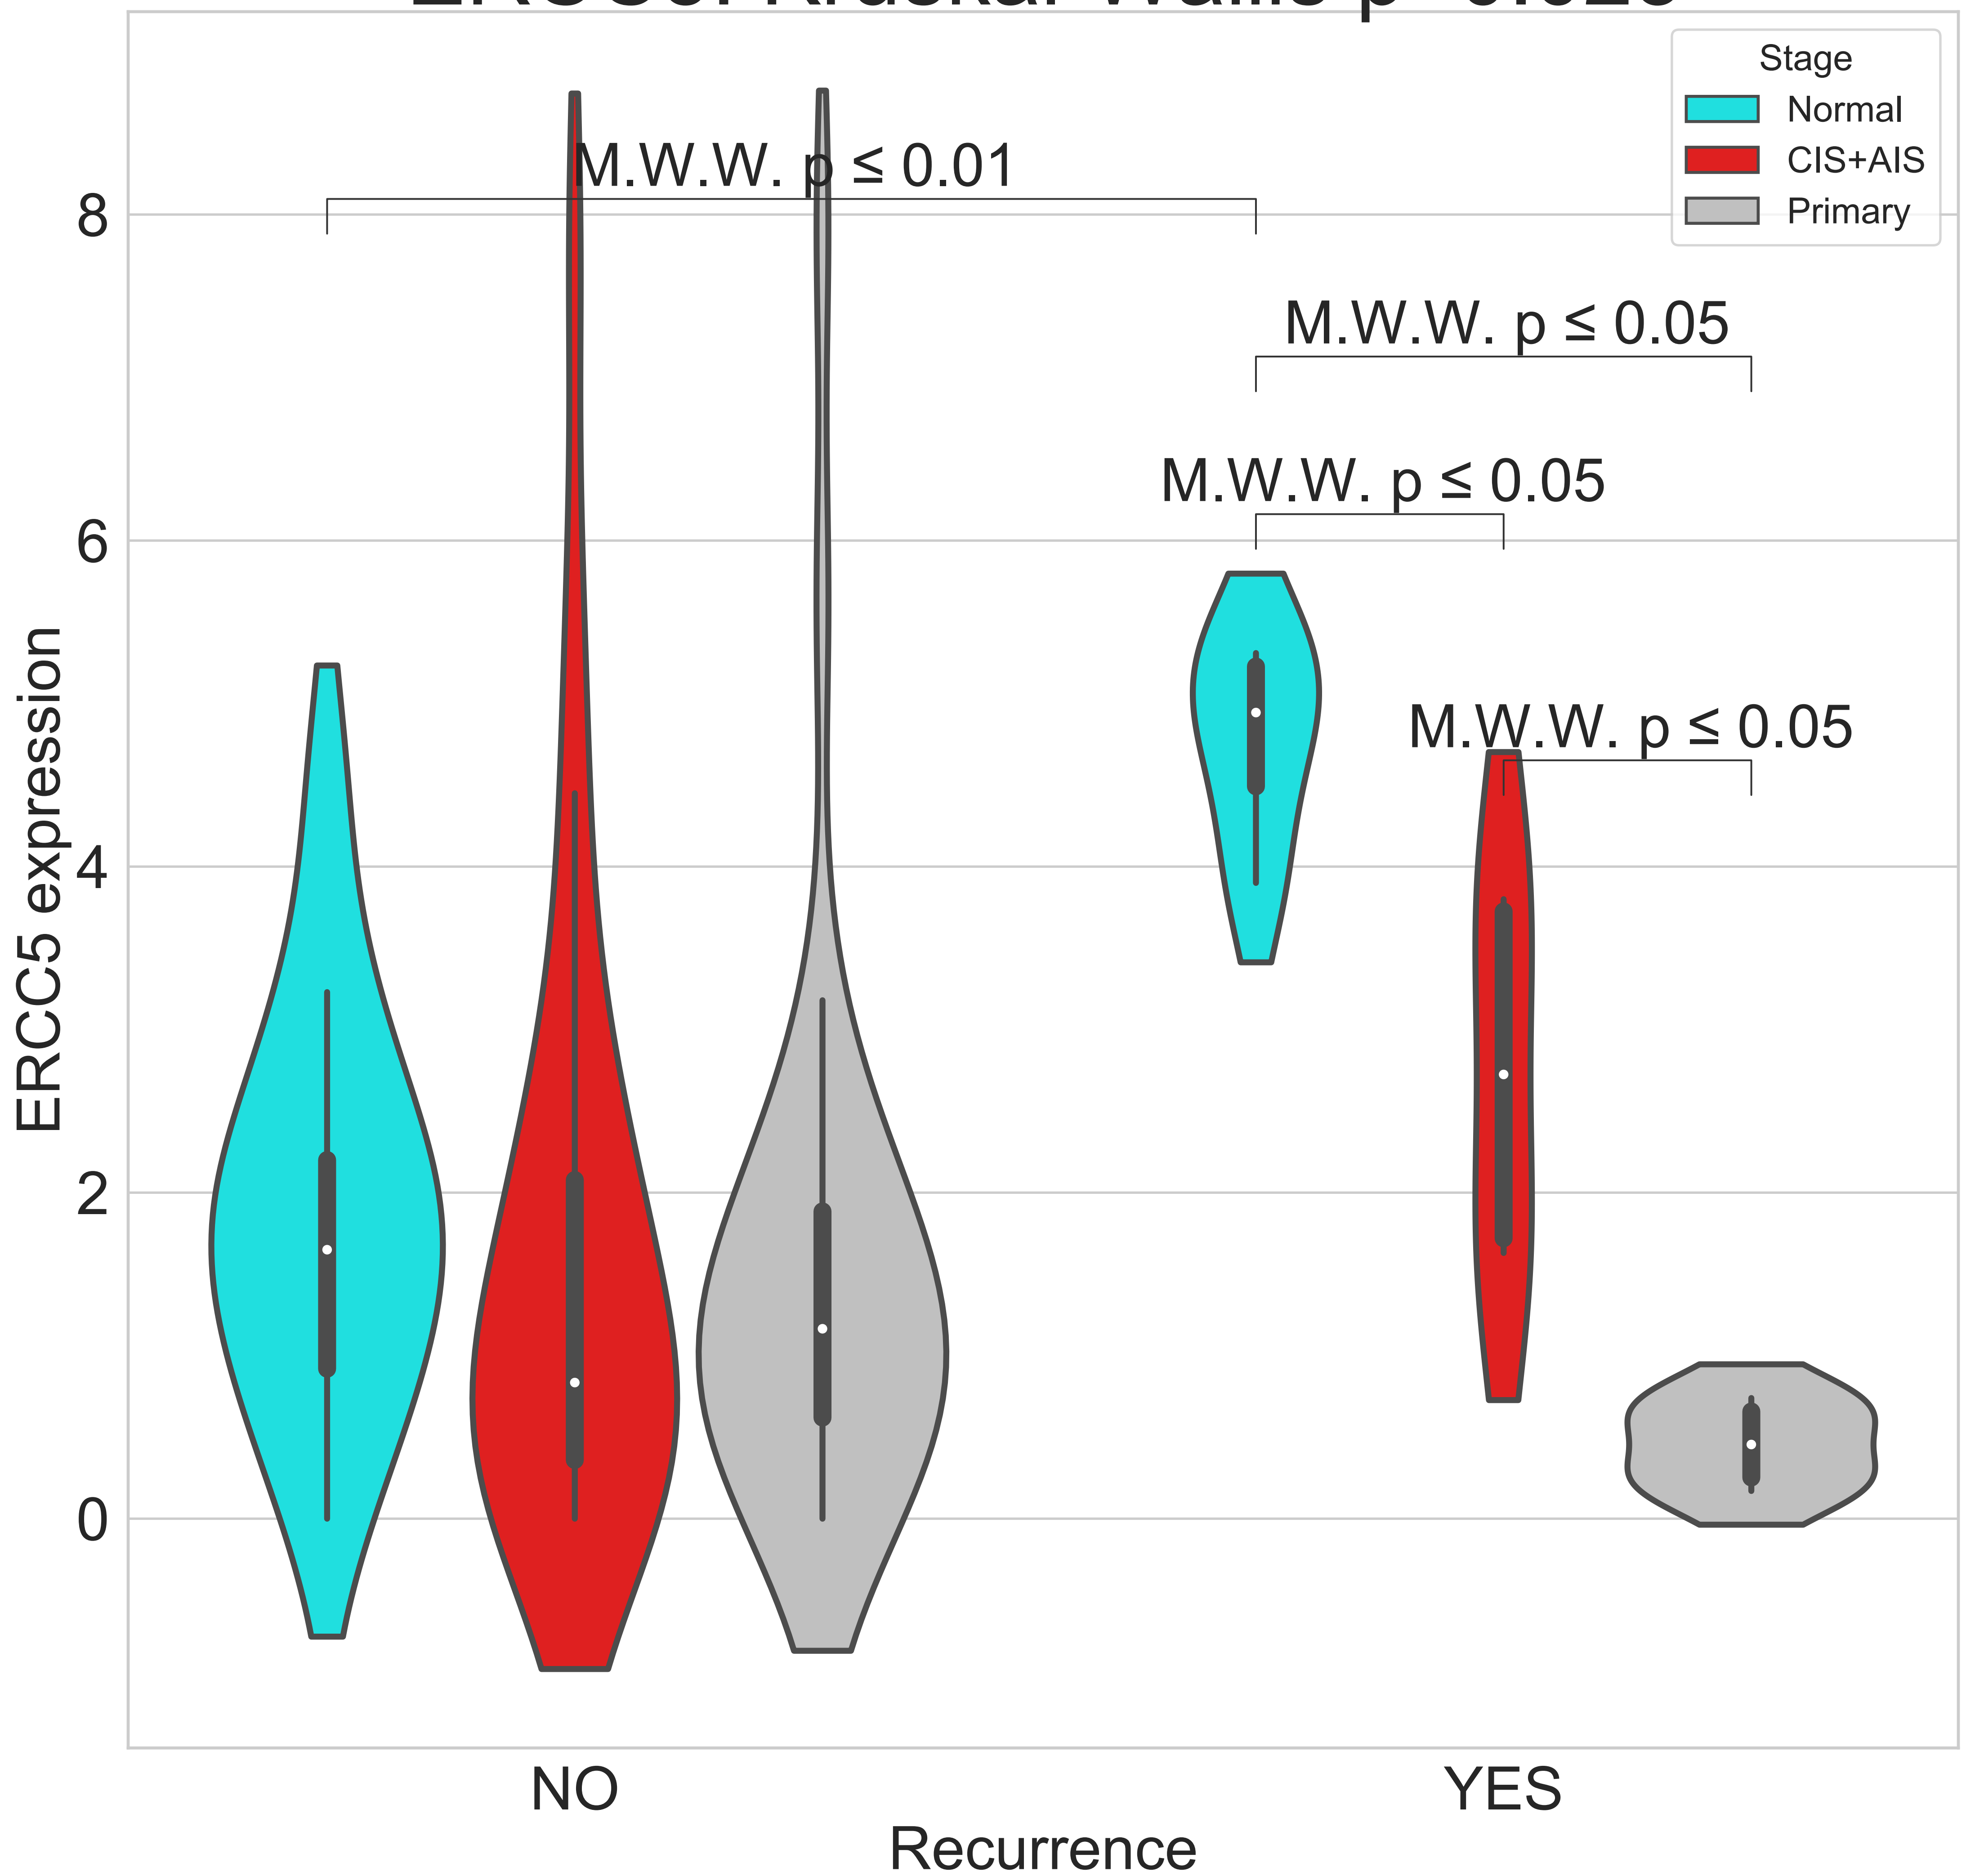 Stage
Normal
CIS+AIS
Primary
M.W.W. p ≤ 0.01
M.W.W. p ≤ 0.05
M.W.W. p ≤ 0.05
M.W.W. p ≤ 0.05
8
6
4
2
0
ERCC5 expression
NO
YES
Recurrence